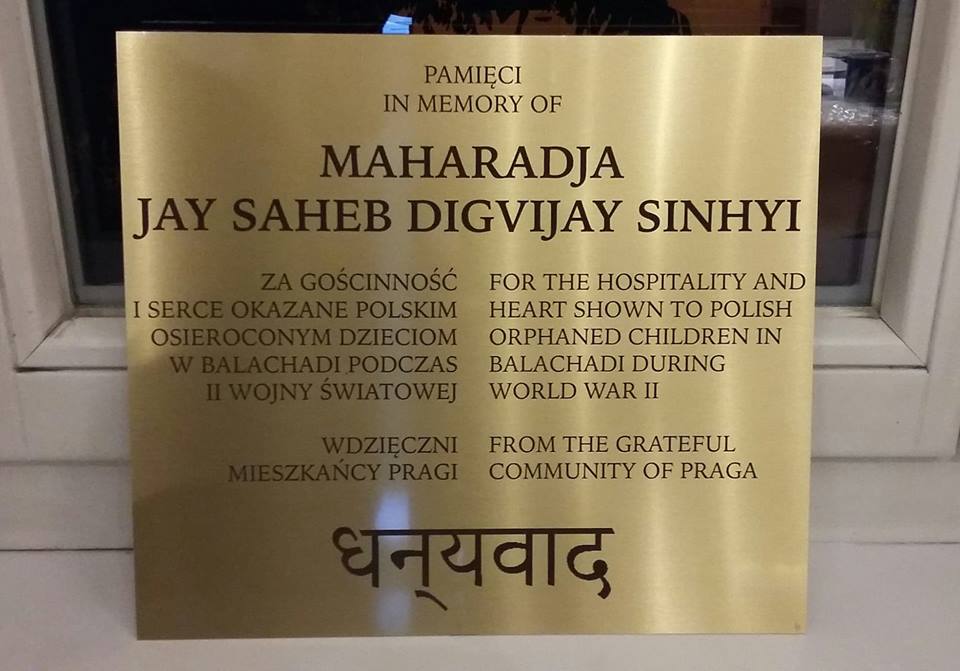 PAMIĘCI
IN MEMORY OF
MAHARADJA
JAY SAHEB DIGVIJAY SINHYI
ZA GOŚCINNOŚĆ
I SERCE OKAZANE POLSKIM
OSIEROCONYM DZIECIOM
W BALACHADI PODCZAS
II WOJNY ŚWIATOWEJ
WDZIĘCZNI
MIESZKAŃCY PRAGI
FOR THE HOSPITALITY AND
HEART SHOWN TO POLISH
ORPHANED CHILDREN IN
BALACHADI DURING
WORLD WAR II
FROM THE GRATEFUL
COMMUNITY OF PRAGA
धन्‌यवाद